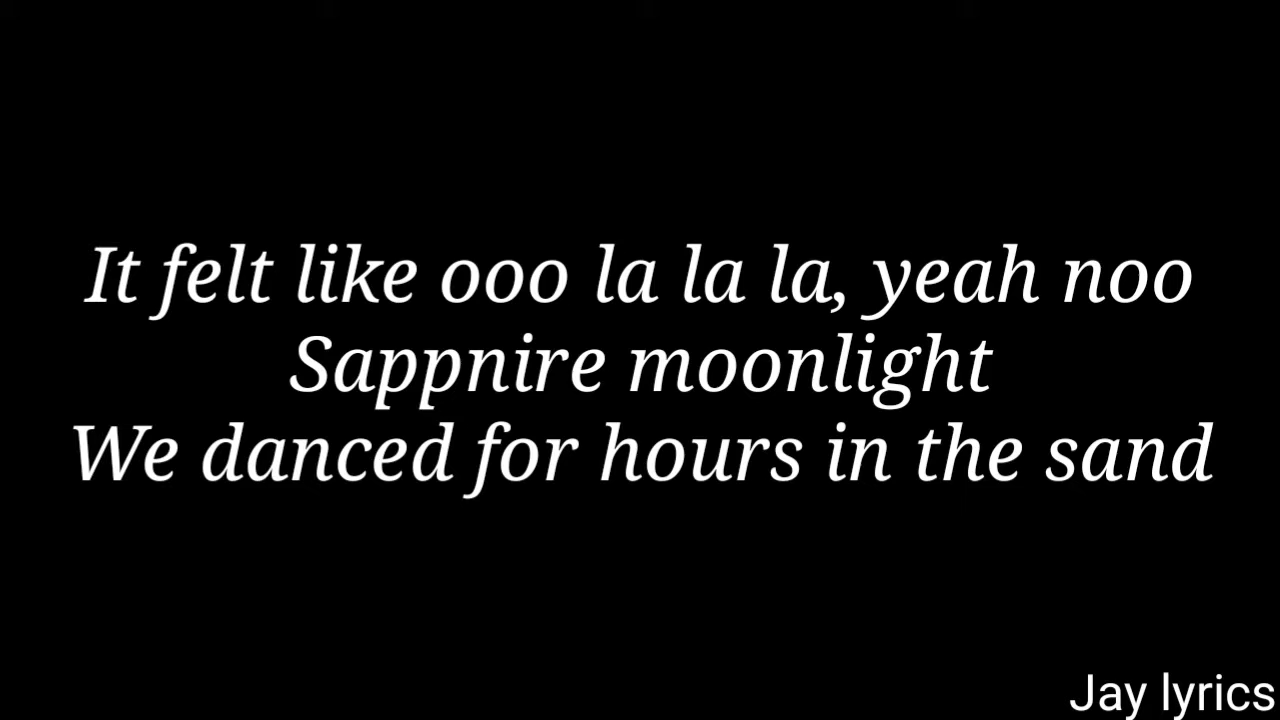 It felt like ooo la la la, yeah noo
Sappnire moonlight
We danced for hours in the sand
Jay lyrics